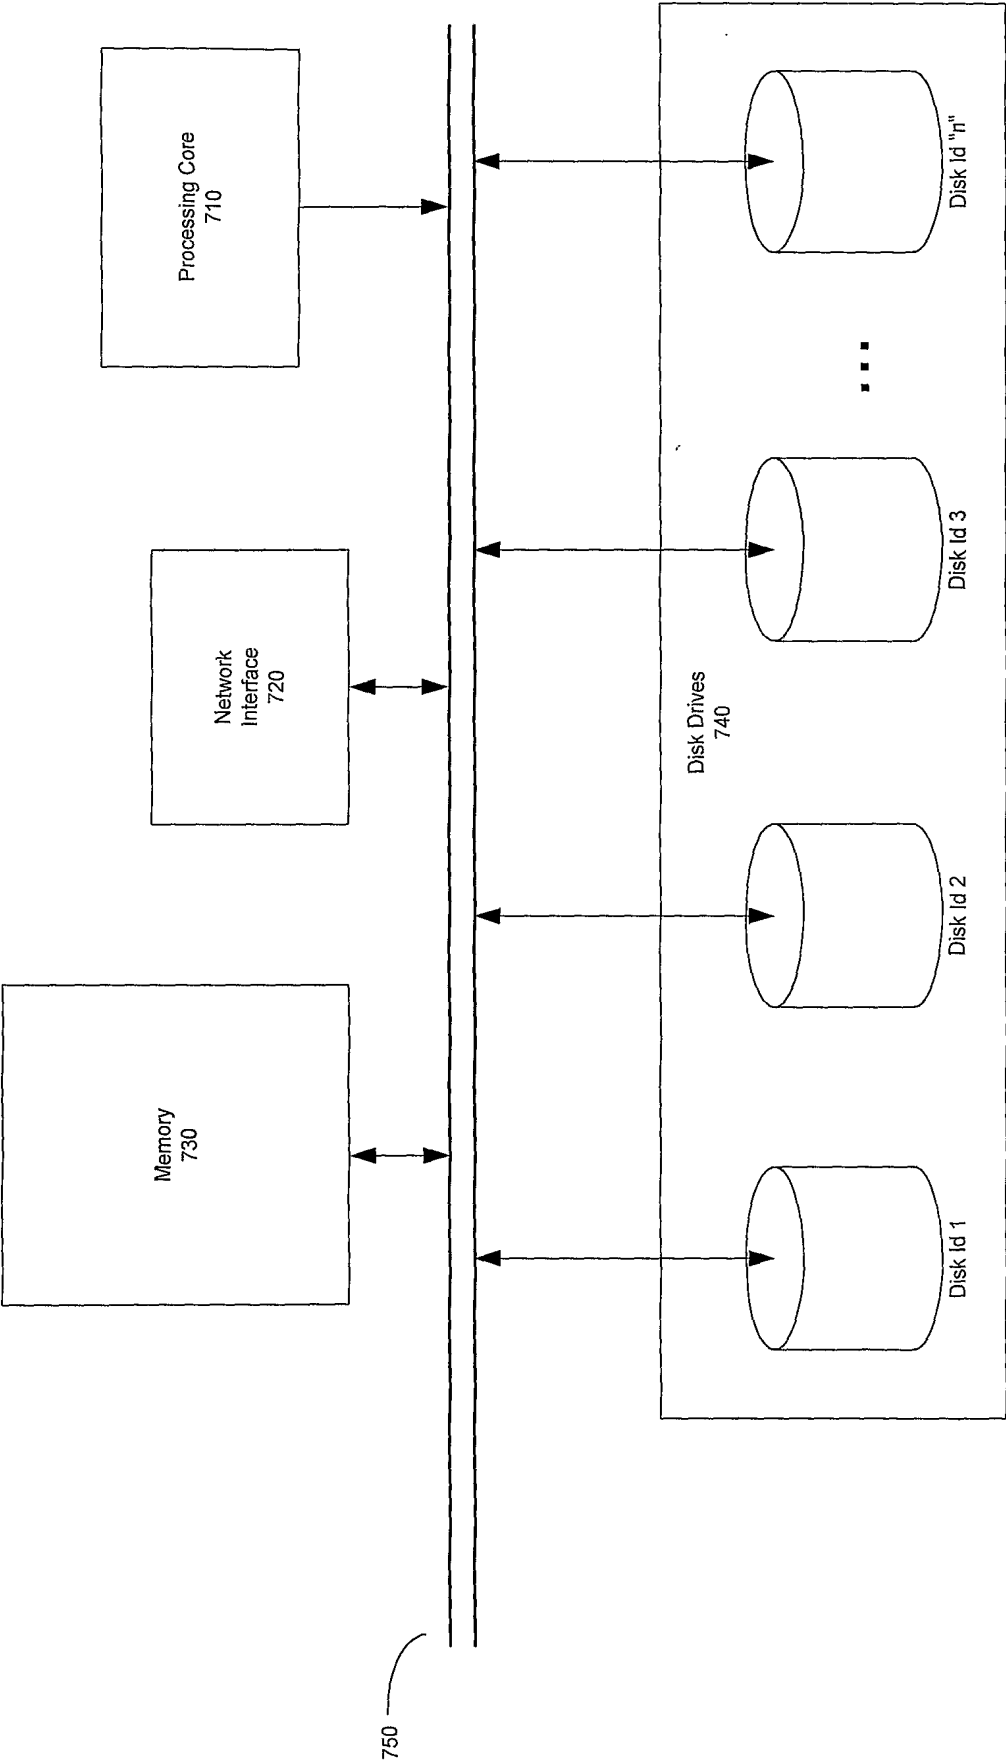 Memory
730
Network
Interface
720
Processing Core
710
750
Disk Drives
740
Disk Id 1
Disk Id 2
Disk Id 3
Disk Id "n"